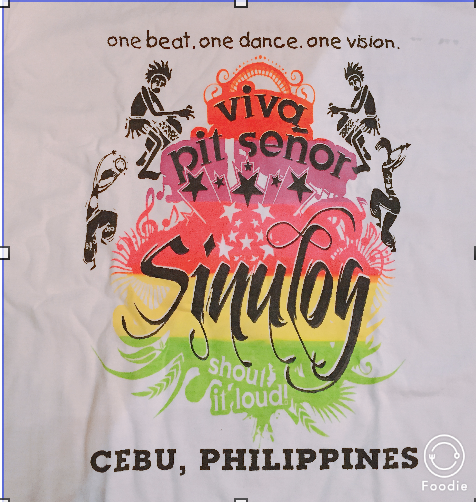 one beat. one dance. one vision.
viva
pit señor
Sinulog
shout
it loud!
CEBU, PHILIPPINES
Foodie